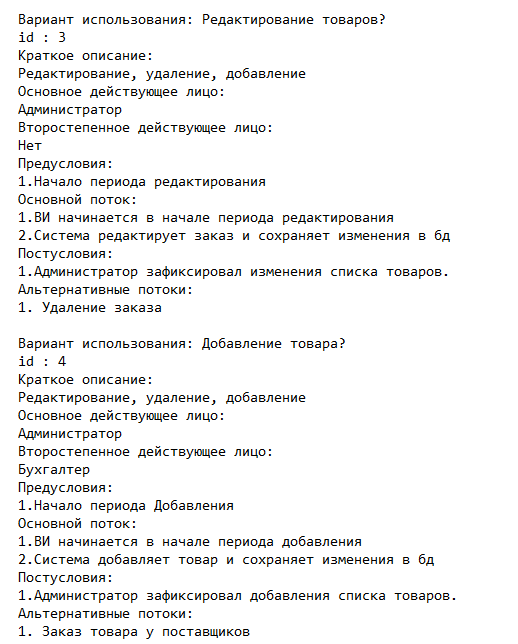 Вариант использования: Редактирование товаров?
id : 3
Краткое описание:
Редактирование, удаление, добавление
Основное действующее лицо:
Администратор
Второстепенное действующее лицо:
Нет
Предусловия:
1.Начало периода редактирования
Основной поток:
1.ВИ начинается в начале периода редактирования
2.Система редактирует заказ и сохраняет изменения в бд
Постусловия:
1.Администратор зафиксировал изменения списка товаров.
Альтернативные потоки:
1. Удаление заказа
Вариант использования: Добавление товара?
id : 4
Краткое описание:
Редактирование, удаление, добавление
Основное действующее лицо:
Администратор
Второстепенное действующее лицо:
Бухгалтер
Предусловия:
1.Начало периода Добавления
Основной поток:
1.ВИ начинается в начале периода добавления
2.Система добавляет товар и сохраняет изменения в бд
Постусловия:
1.Администратор зафиксировал добавления списка товаров.
Альтернативные потоки:
1. Заказ товара у поставщиков